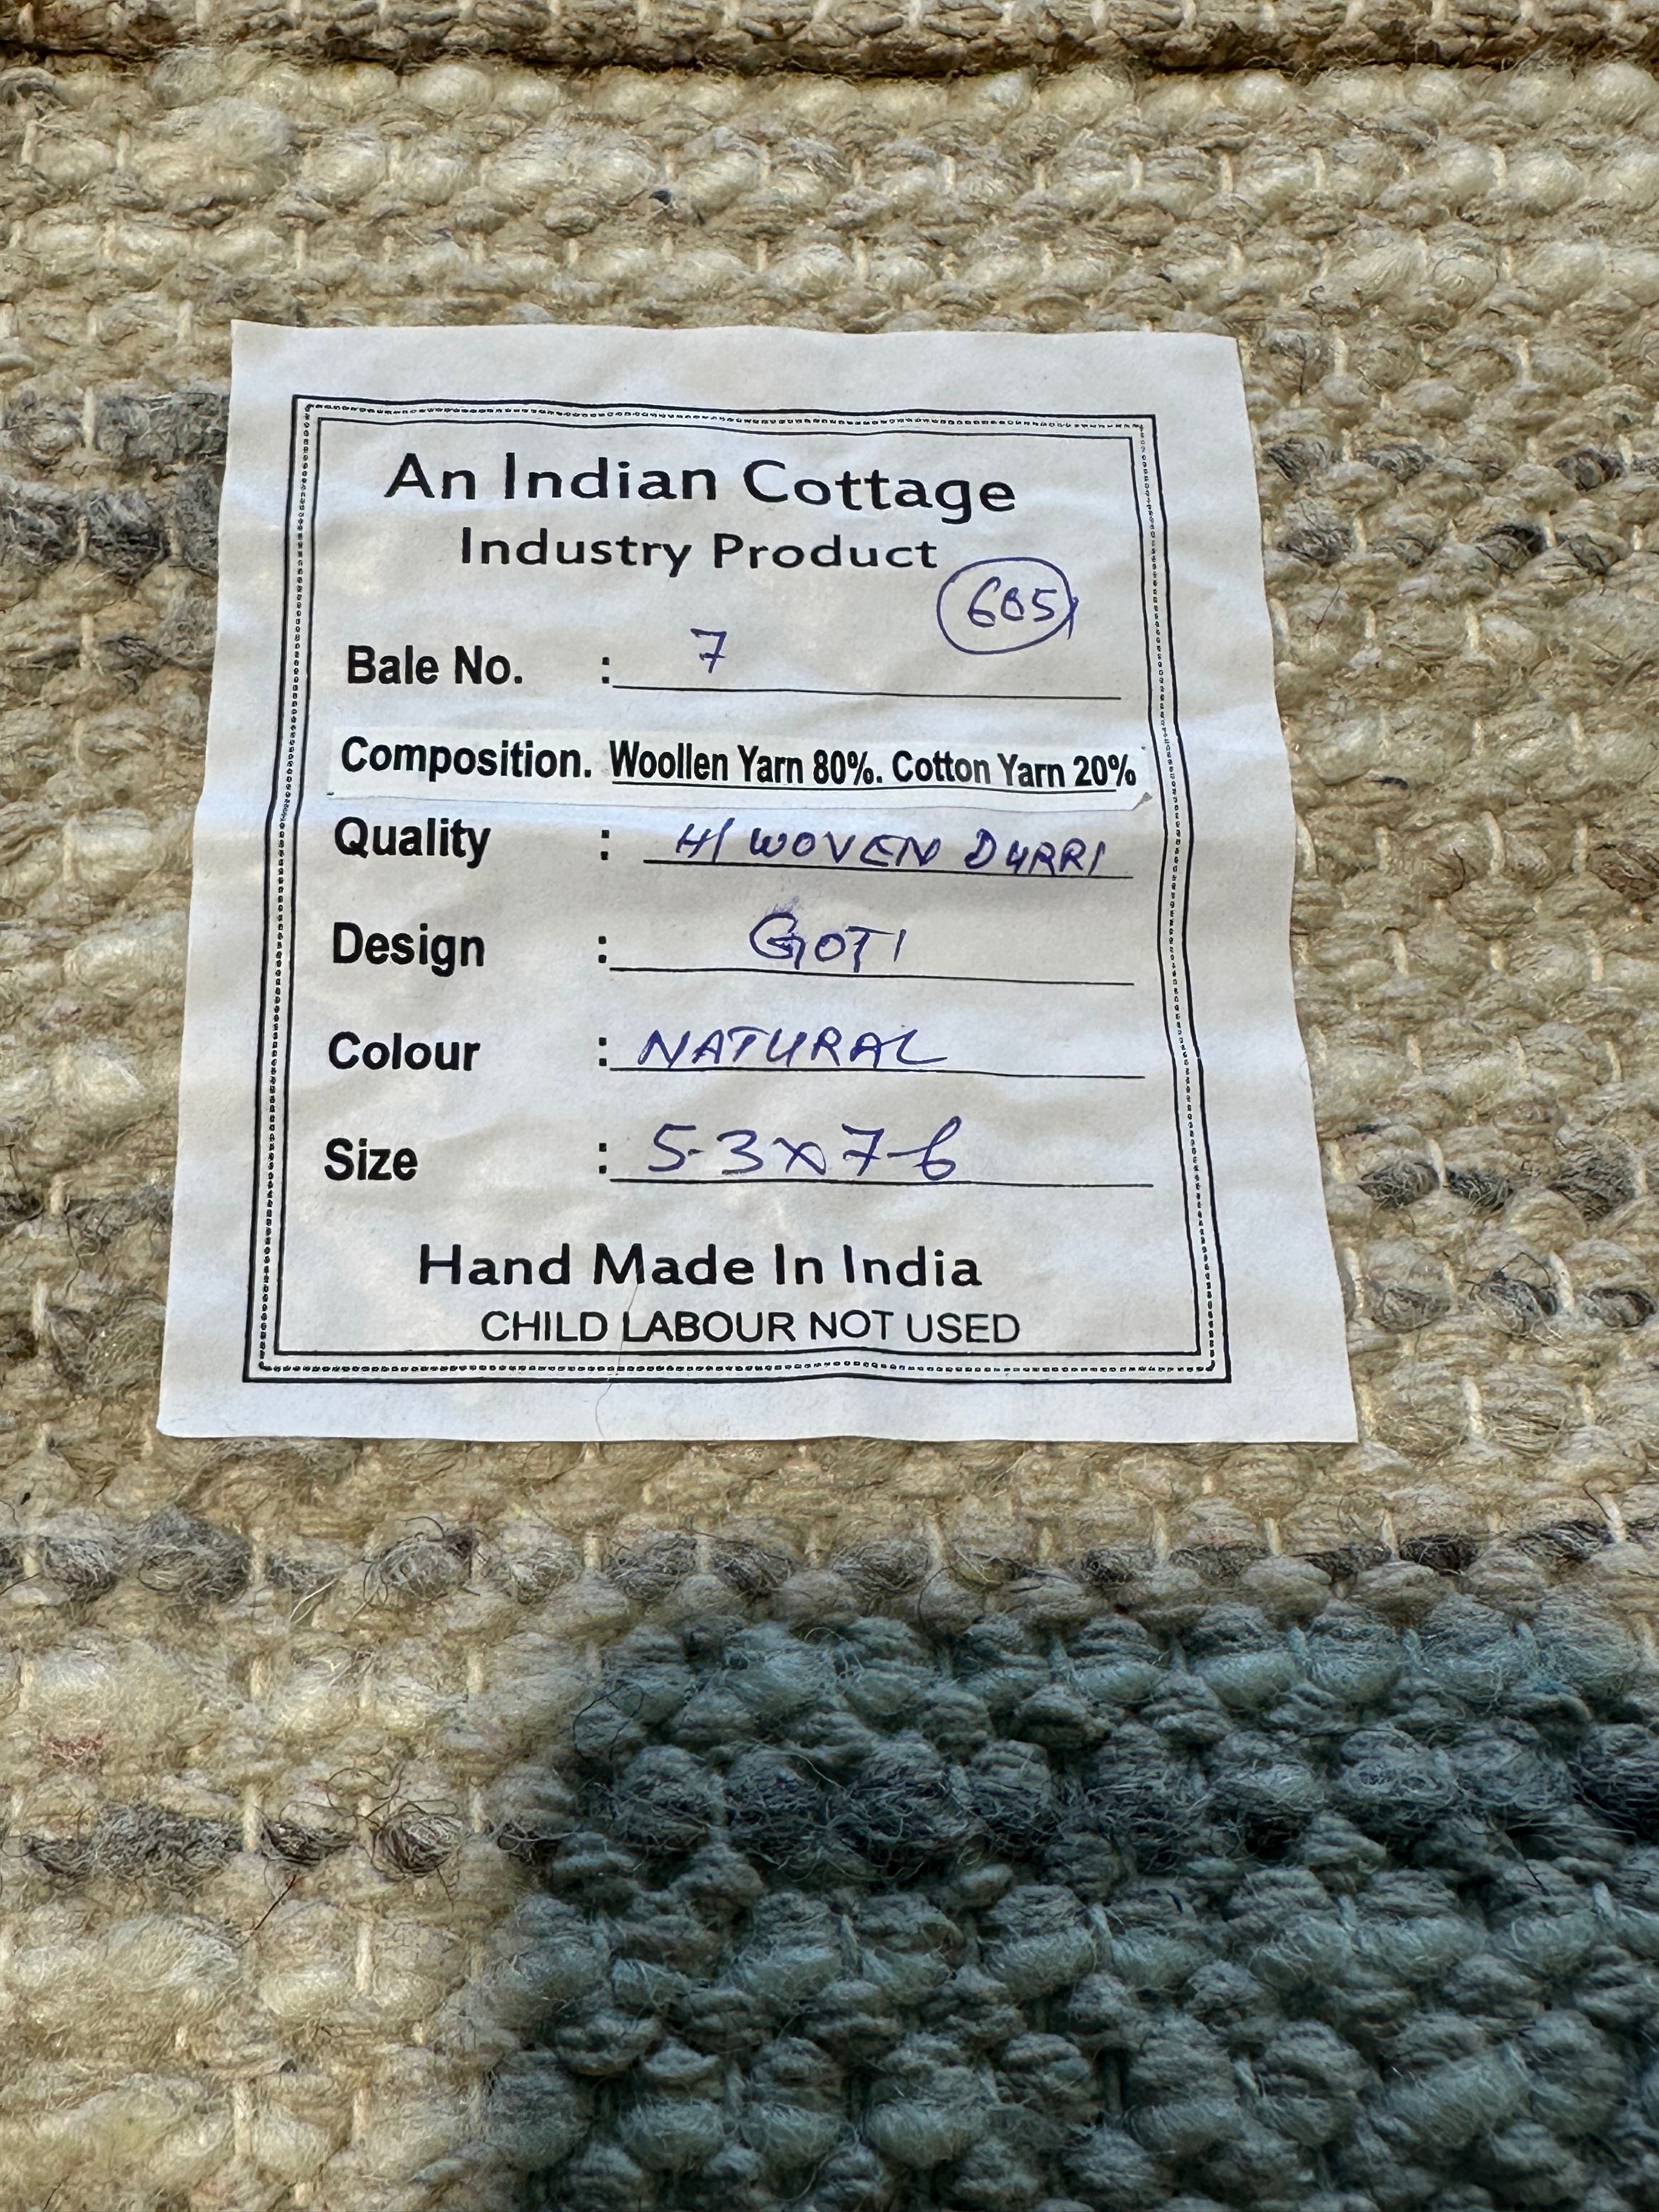 An Indian Cottage
Industry Product
605
Bale No. : 7
Composition. Woollen Yarn 80%. Cotton Yarn 20%
Quality : H/WOVEN DURRI
Design : GOTI
Colour : NATURAL
Size : 5-3x7-6
Hand Made In India
CHILD LABOUR NOT USED